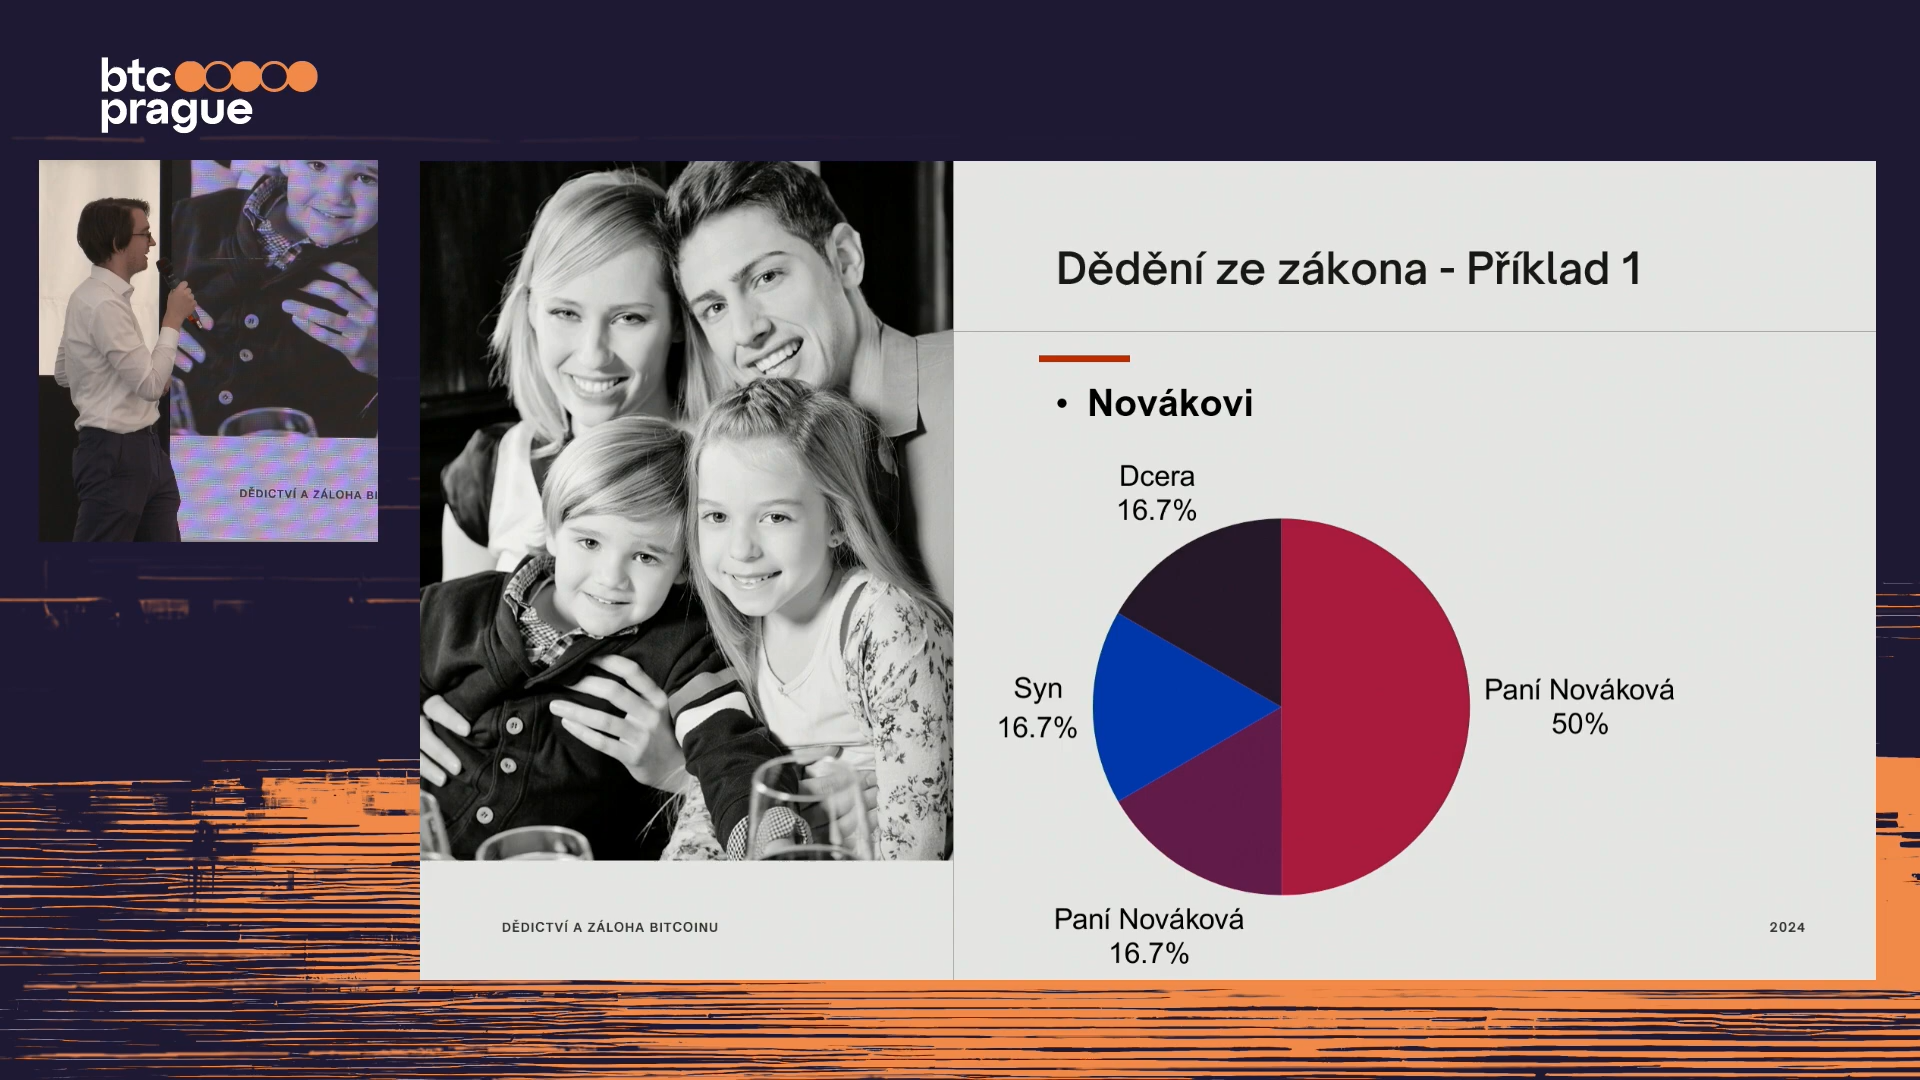 btc
prague
DĚDICTVÍ A ZÁLOHA BI
Dědění ze zákona - Příklad 1
• Novákovi
Dcera
16.7%
Syn
16.7%
Paní Nováková
50%
Paní Nováková
16.7%
DĚDICTVÍ A ZÁLOHA BITCOINU
2024